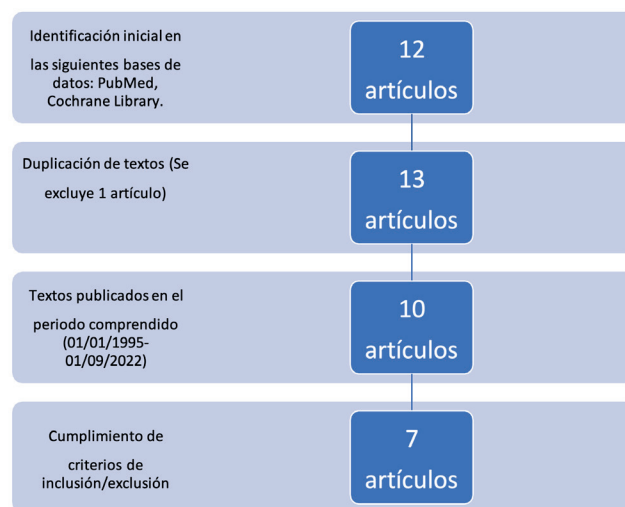 Identificación inicial en
las siguientes bases de
datos: PubMed,
Cochrane Library.
12
artículos
Duplicación de textos (Se
excluye 1 artículo)
13
artículos
Textos publicados en el
periodo comprendido
(01/01/1995-
01/09/2022)
10
artículos
Cumplimiento de
criterios de
inclusión/exclusión
7
artículos